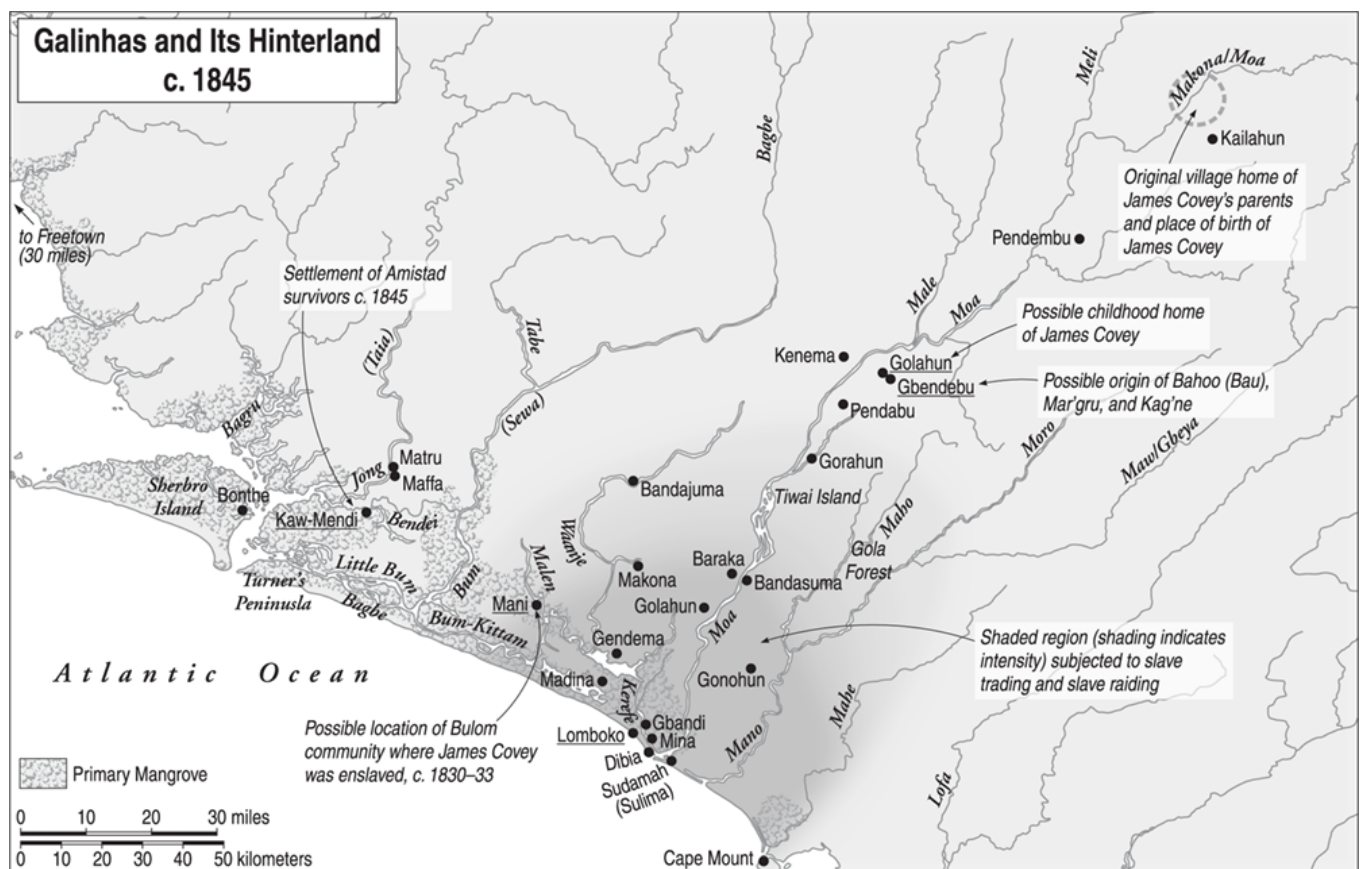 Galinhas and Its Hinterland
c. 1845
Meli
Makona/Moa
Kailahun
Bagbe
Original village home of
James Covey's parents
and place of birth of
James Covey
to Freetown
(30 miles)
Pendembu
Settlement of Amistad
survivors c. 1845
Male
Moa
Possible childhood home
of James Covey
(Taia)
Tabe
Kenema
Golahun
Gbendebu
Possible origin of Bahoo (Bau),
Mar'gru, and Kag'ne
Pendabu
(Sewa)
Bagru
Moro
Maw/Gbeya
Matru
Maffa
Jong
Gorahun
Sherbro
Island
Bonthe
Bandajuma
Tiwai Island
Kaw-Mendi
Bendei
Mabo
Waanje
Gola
Forest
Little Bum
Bum
Malen
Makona
Baraka
Bandasuma
Turner's
Peninusla
Bagbe
Mani
Golahun
Moa
Bum-Kittam
Gendema
Shaded region (shading indicates
intensity) subjected to slave
trading and slave raiding
Atlantic Ocean
Madina
Kerefe
Gonohun
Mabe
Possible location of Bulom
community where James Covey
was enslaved, c. 1830–33
Gbandi
Lomboko
Mina
Mano
Dibia
Sudamah
(Sulima)
Primary Mangrove
Lofa
0 10 20 30 miles
0 10 20 30 40 50 kilometers
Cape Mount